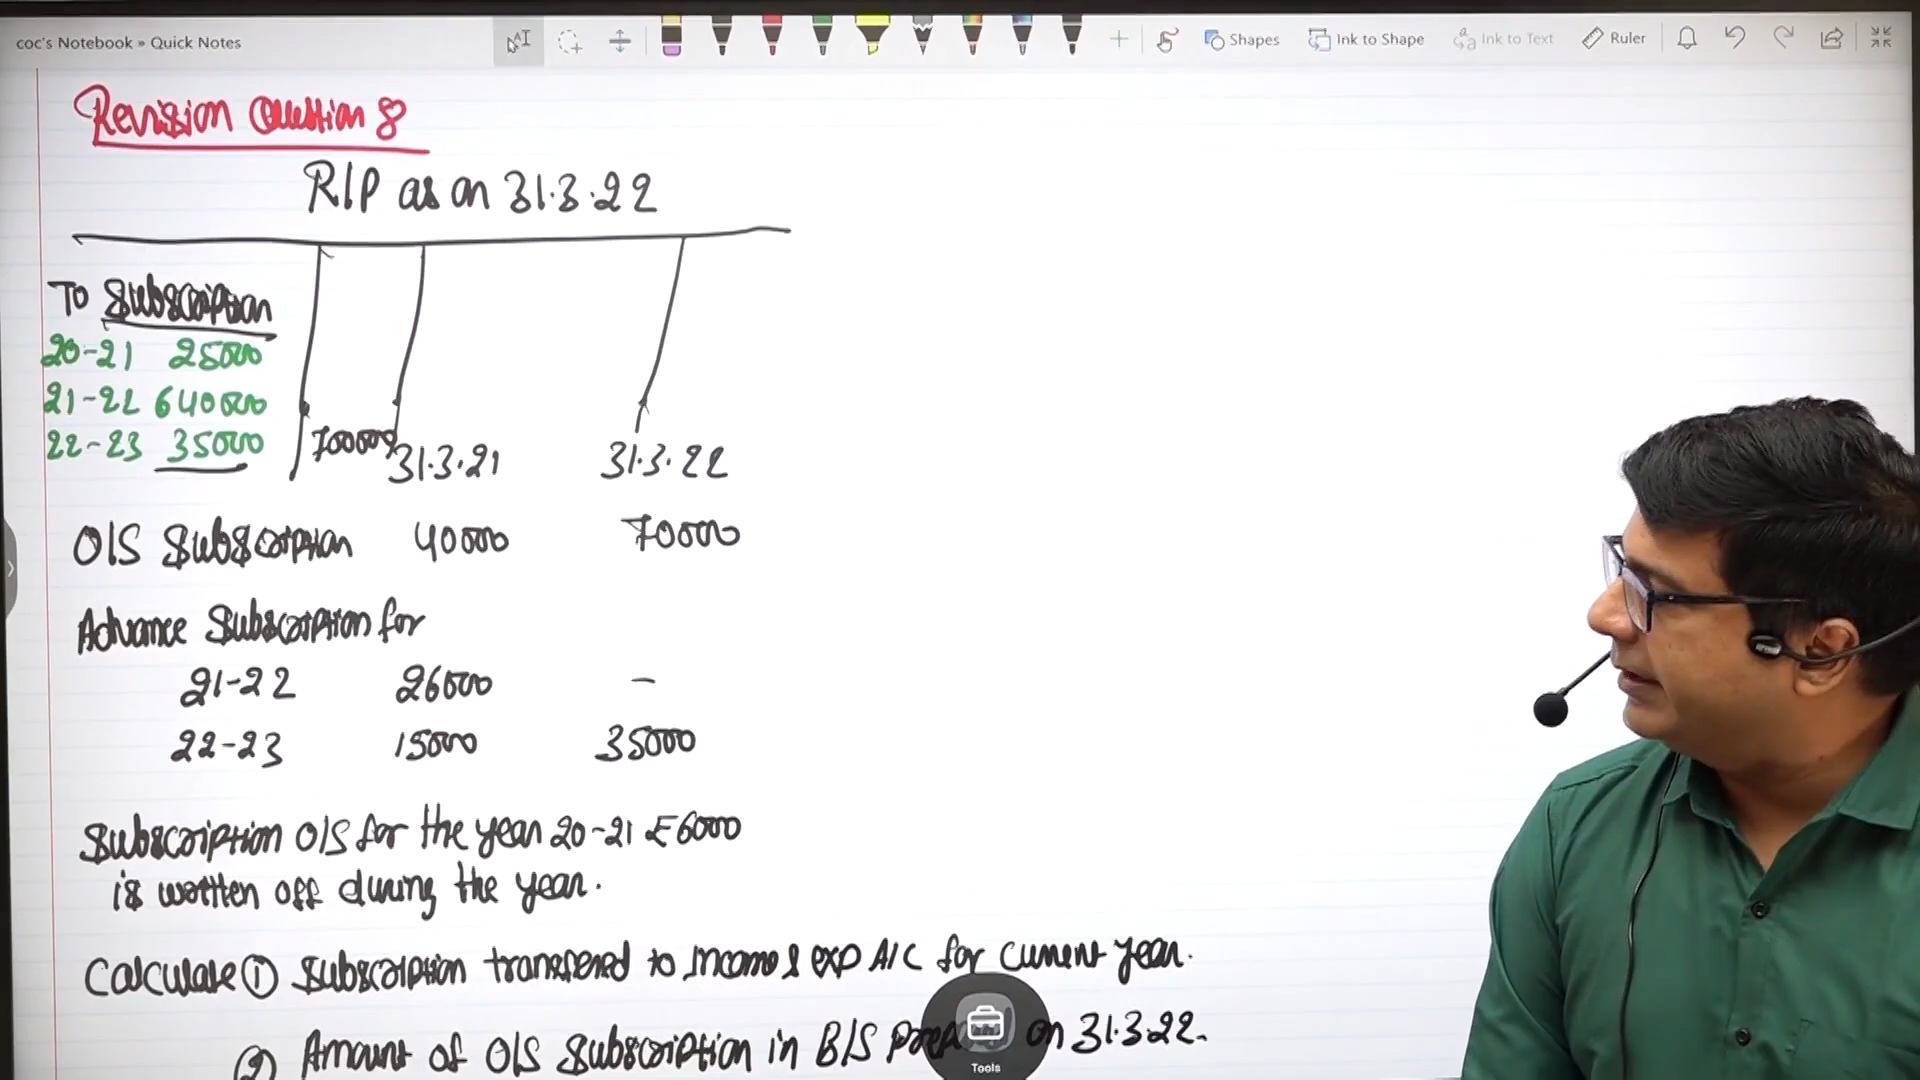 coc's Notebook » Quick Notes
Shapes
Ink to Shape
Ink to Text
Ruler
Revision Question 8
R/P as on 31.3.22
To Subscription
20-21 25000
21-22 640000
22-23 35000
700000
31.3.21 31.3.22
O/S Subscription 40000 70000
Advance Subscription for
21-22 26000 -
22-23 15000 35000
Subscription O/S for the year 20-21 ₹6000
is written off during the year.
Calculate ① Subscription transfered to Income & exp A/C for current year.
② Amount of O/S Subscription in B/S on 31.3.22.
Tools